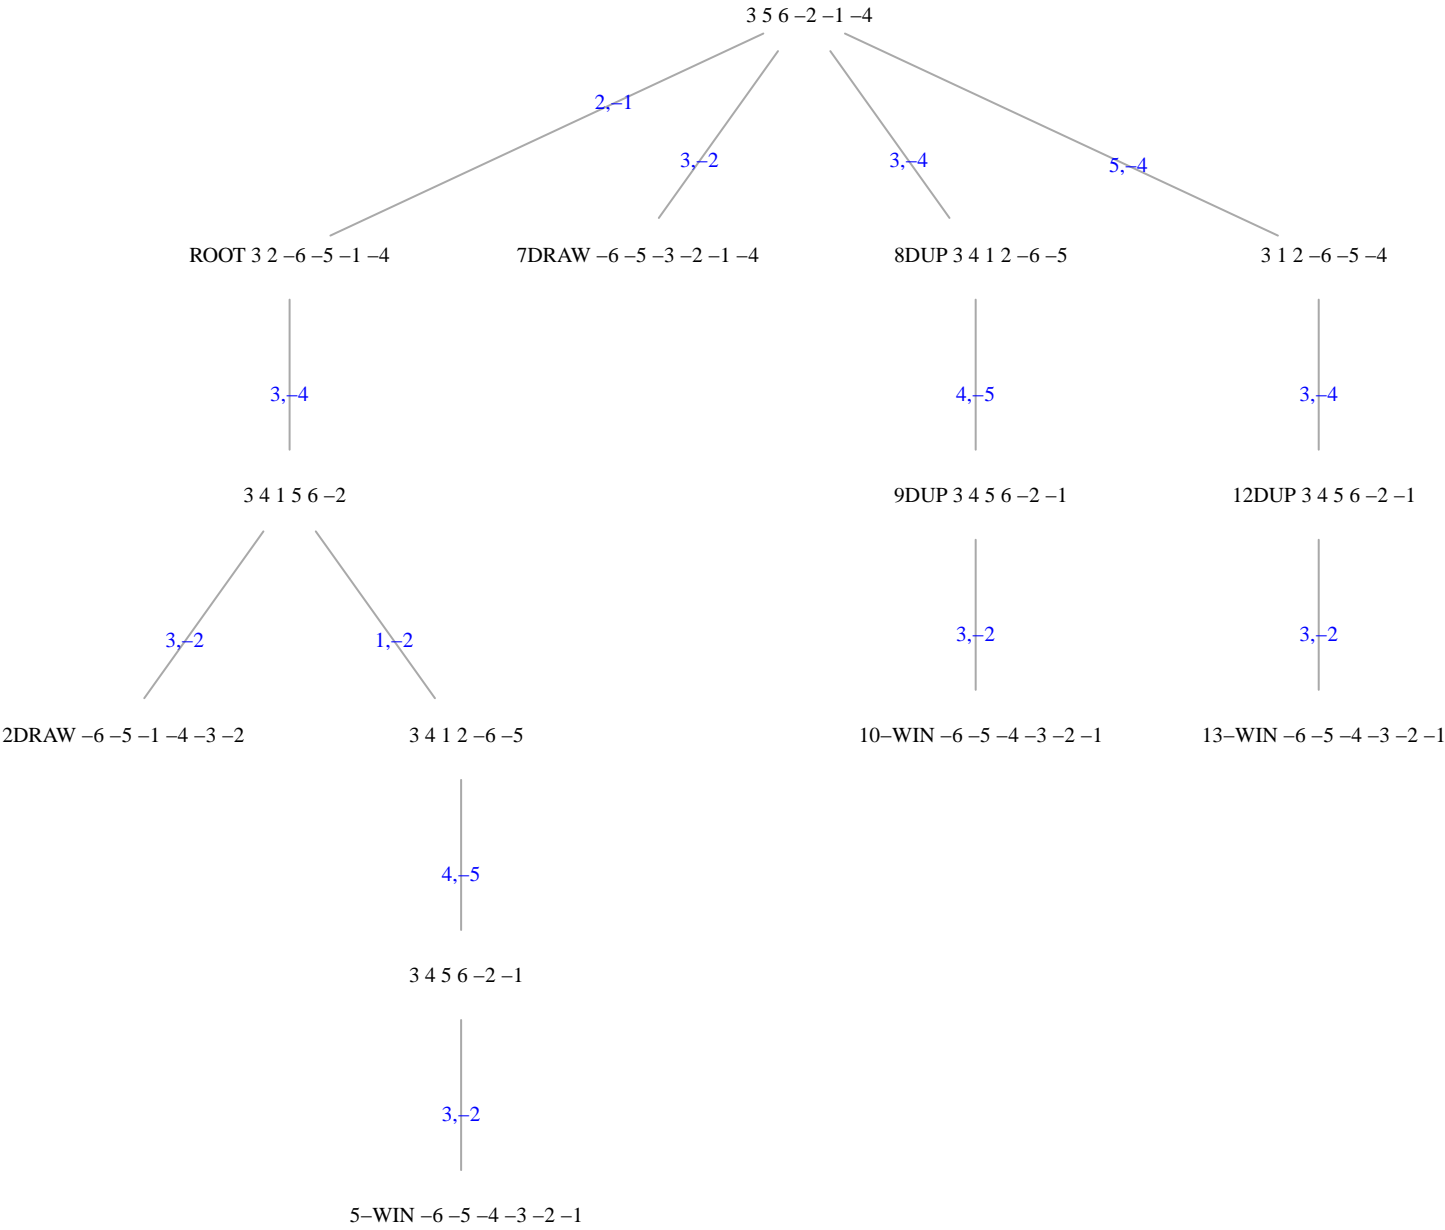 3 5 6 –2 –1 –4
2,–1
3,–2
3,–4
5,–4
ROOT 3 2 –6 –5 –1 –4
7DRAW –6 –5 –3 –2 –1 –4
8DUP 3 4 1 2 –6 –5
3 1 2 –6 –5 –4
3,–4
4,–5
3,–4
3 4 1 5 6 –2
9DUP 3 4 5 6 –2 –1
12DUP 3 4 5 6 –2 –1
3,–2
1,–2
3,–2
3,–2
2DRAW –6 –5 –1 –4 –3 –2
3 4 1 2 –6 –5
10–WIN –6 –5 –4 –3 –2 –1
13–WIN –6 –5 –4 –3 –2 –1
4,–5
3 4 5 6 –2 –1
3,–2
5–WIN –6 –5 –4 –3 –2 –1